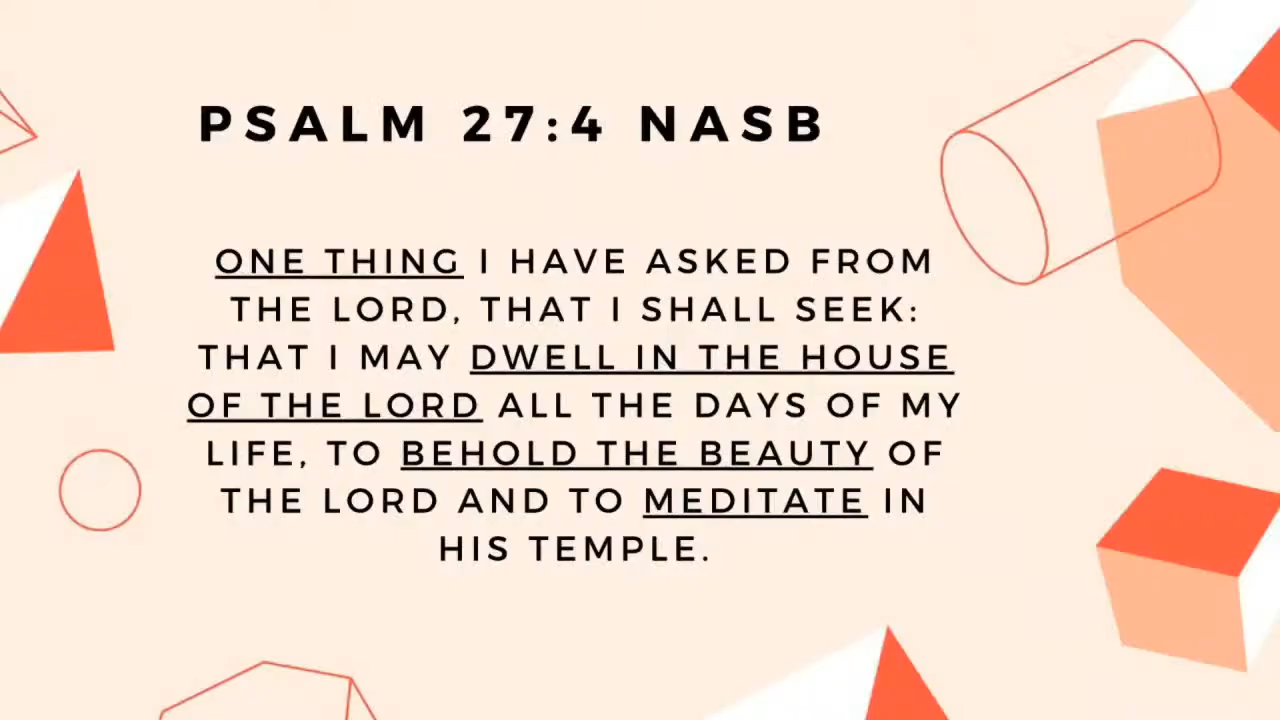 PSALM 27:4 NASB
ONE THING I HAVE ASKED FROM
THE LORD, THAT I SHALL SEEK:
THAT I MAY DWELL IN THE HOUSE
OF THE LORD ALL THE DAYS OF MY
LIFE, TO BEHOLD THE BEAUTY OF
THE LORD AND TO MEDITATE IN
HIS TEMPLE.